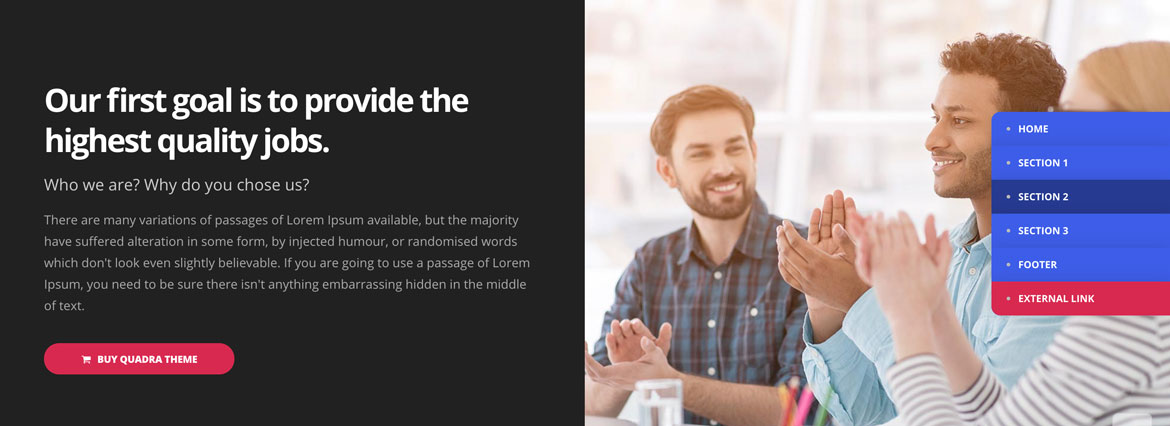 Our first goal is to provide the
highest quality jobs.
Who we are? Why do you chose us?
There are many variations of passages of Lorem Ipsum available, but the majority
have suffered alteration in some form, by injected humour, or randomised words
which don't look even slightly believable. If you are going to use a passage of Lorem
Ipsum, you need to be sure there isn't anything embarrassing hidden in the middle
of text.
BUY QUADRA THEME
HOME
SECTION 1
SECTION 2
SECTION 3
FOOTER
EXTERNAL LINK